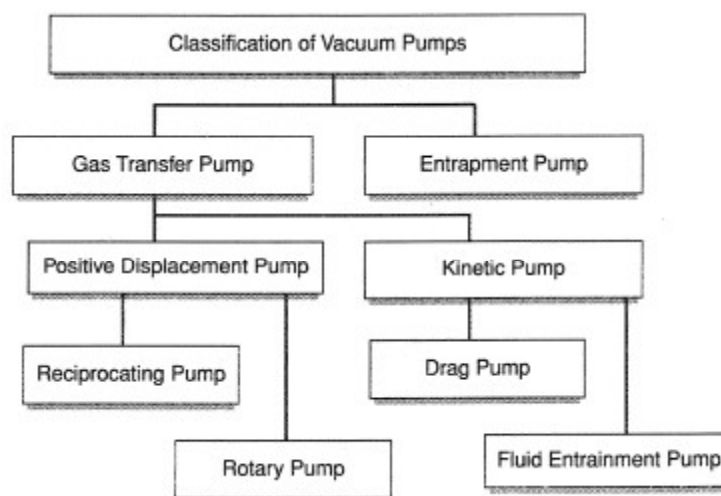 Classification of Vacuum Pumps
Gas Transfer Pump
Entrapment Pump
Positive Displacement Pump
Kinetic Pump
Reciprocating Pump
Drag Pump
Rotary Pump
Fluid Entrainment Pump